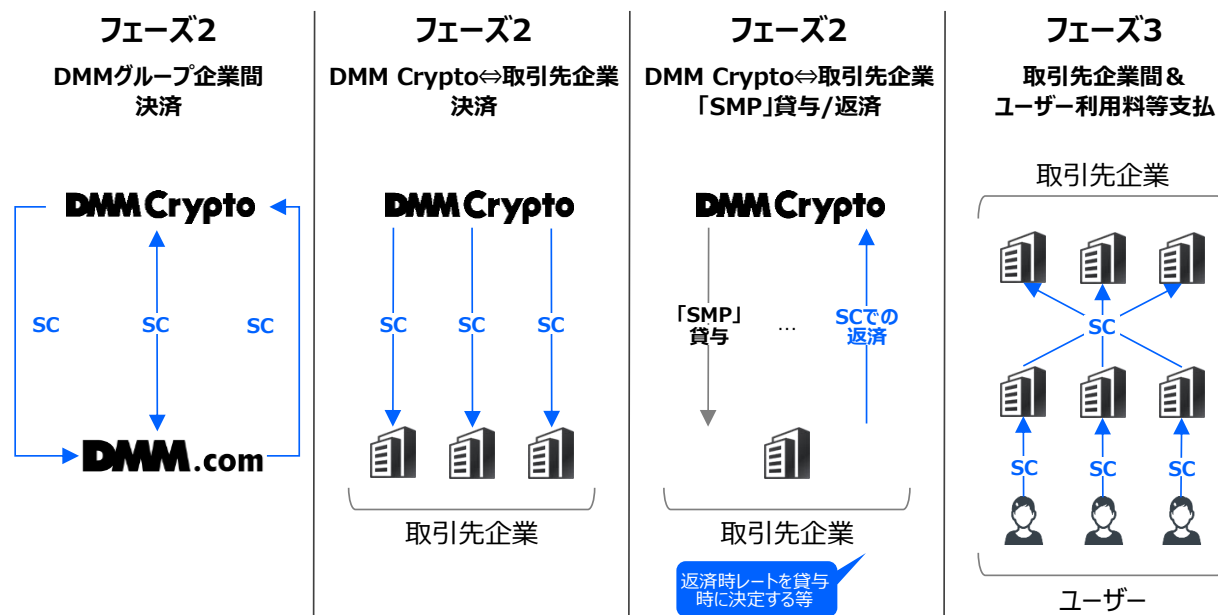 フェーズ2
DMMグループ企業間
決済
DMM Crypto
SC
SC
SC
DMM.com
フェーズ2
DMM Crypto⇔取引先企業
決済
DMM Crypto
SC
SC
SC
取引先企業
フェーズ2
DMM Crypto⇔取引先企業
「SMP」貸与/返済
DMM Crypto
「SMP」
貸与
...
SCでの
返済
取引先企業
返済時レートを貸与
時に決定する等
フェーズ3
取引先企業間&
ユーザー利用料等支払
取引先企業
SC
SC
SC
SC
ユーザー